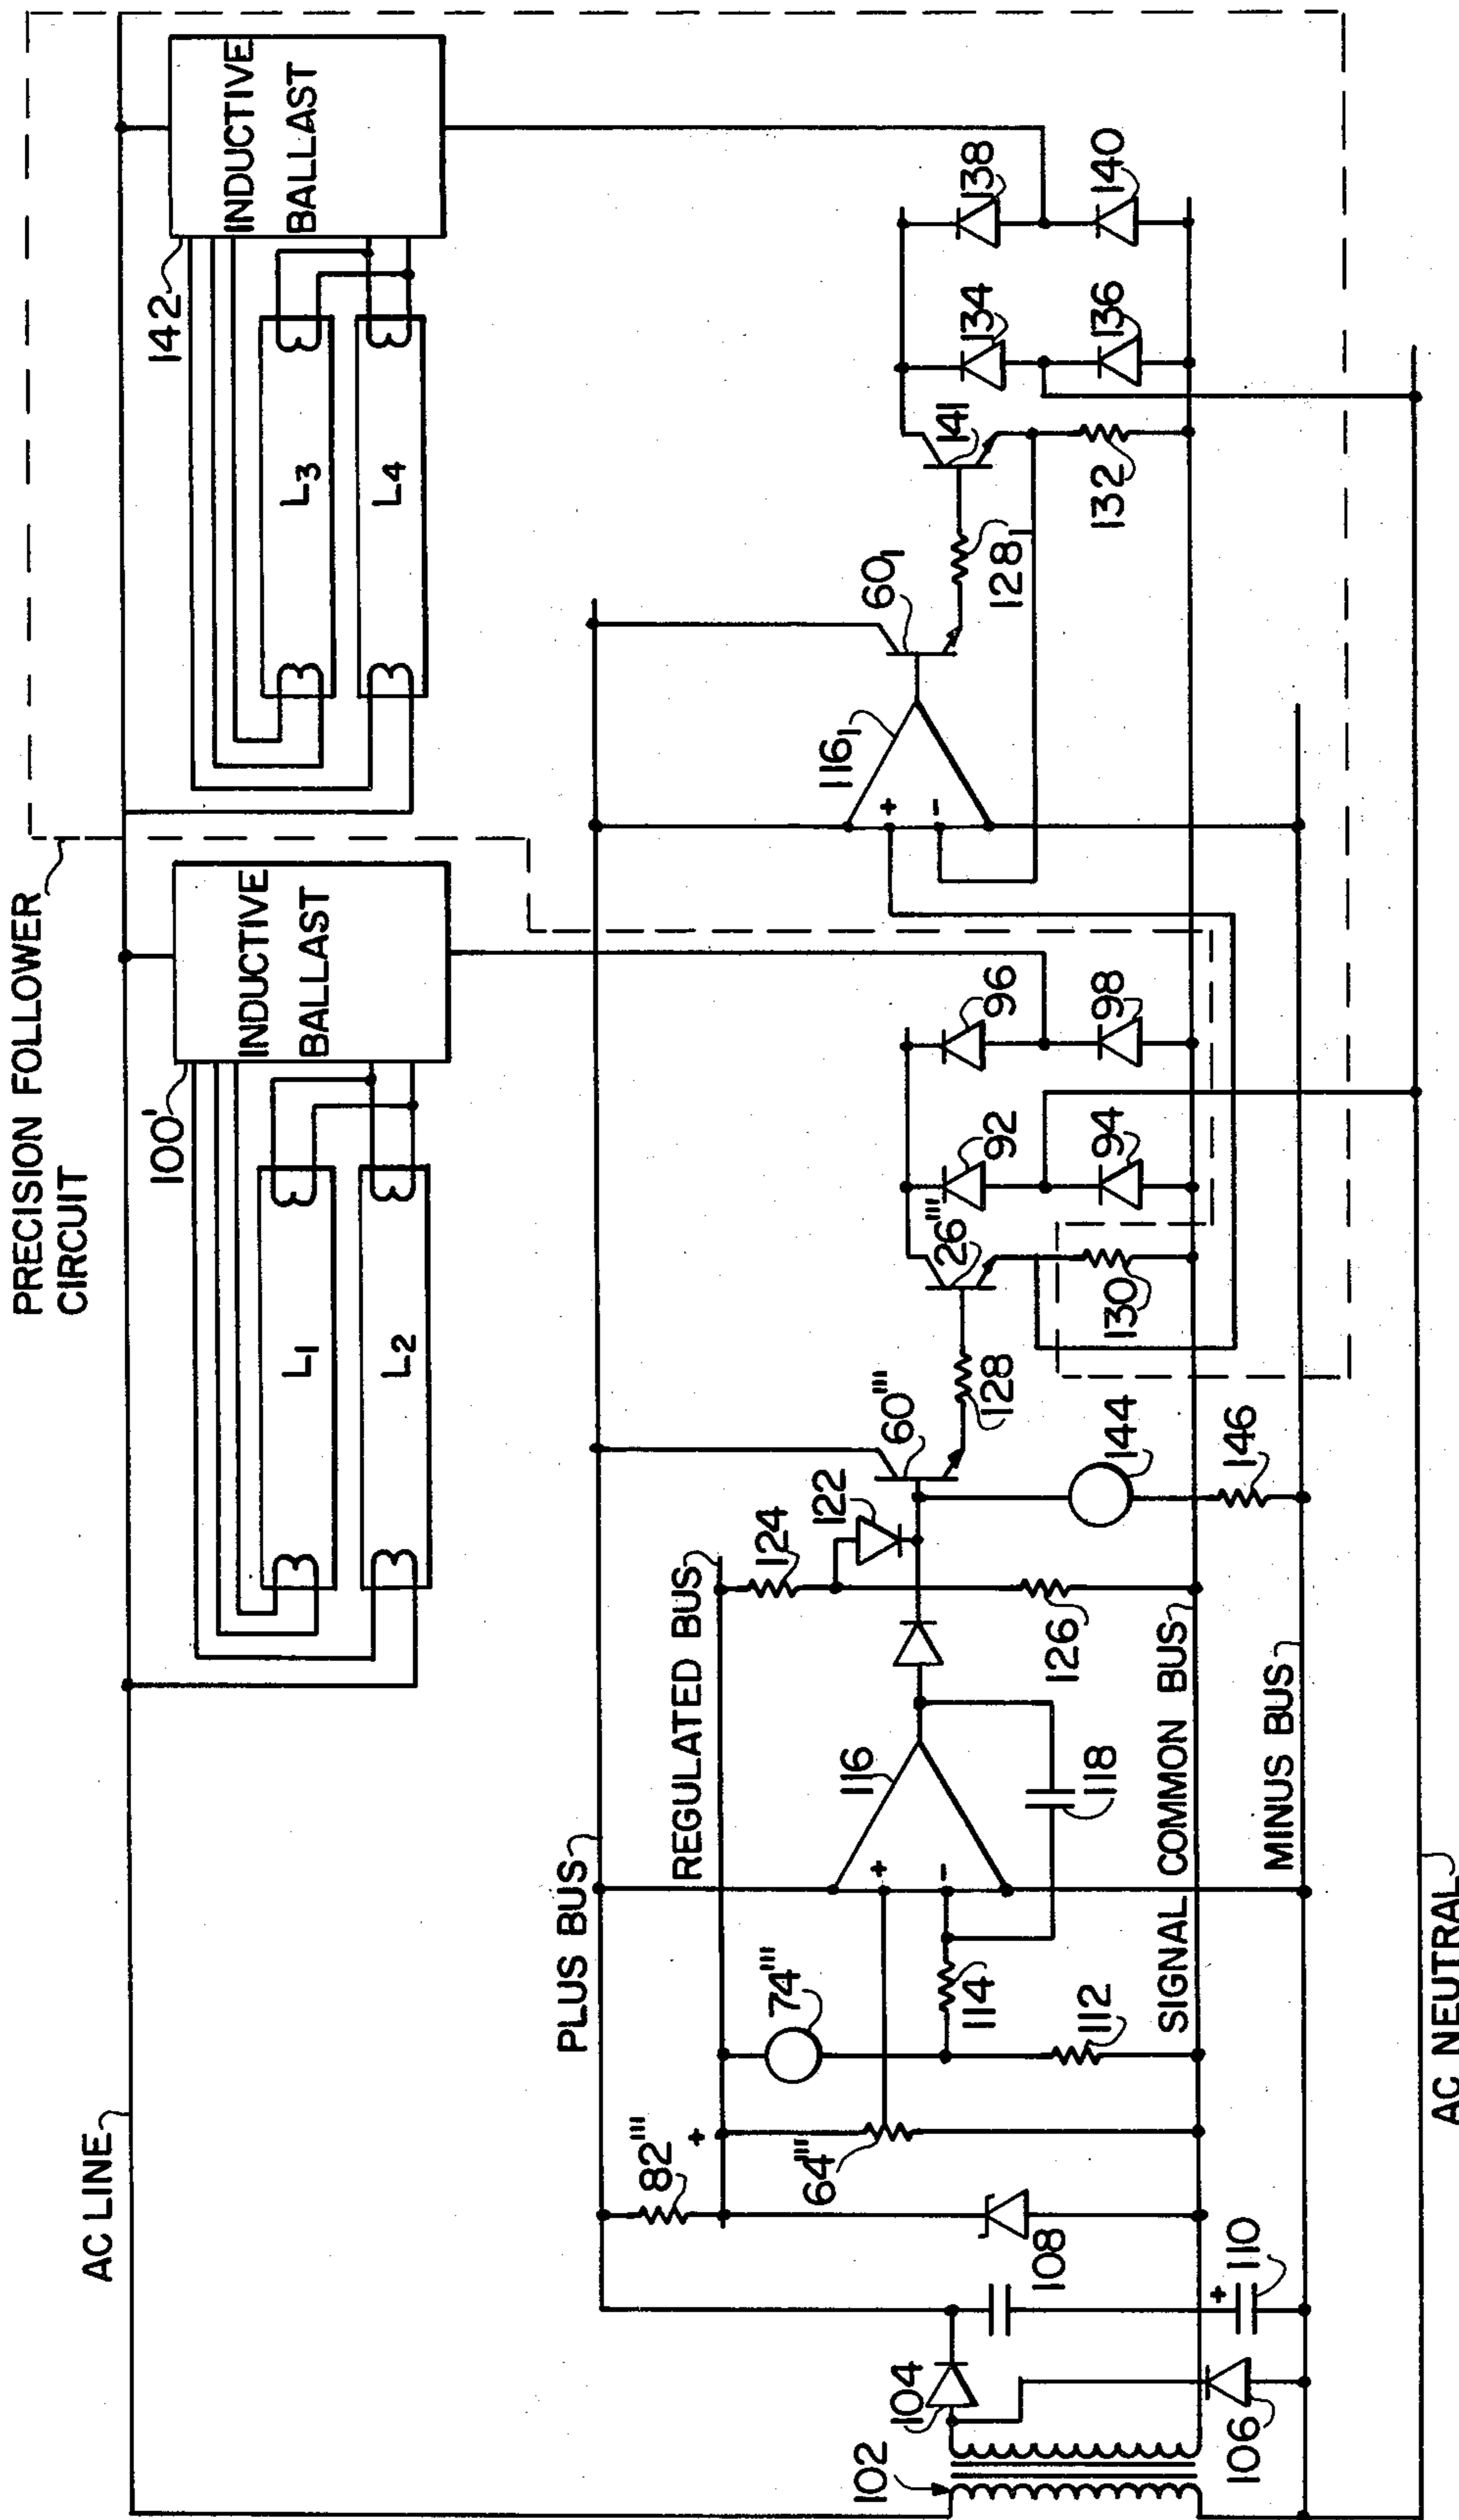 PRECISION FOLLOWER
CIRCUIT
AC LINE
100'
INDUCTIVE
BALLAST
L1
L2
142
INDUCTIVE
BALLAST
L3
L4
PLUS BUS
REGULATED BUS
SIGNAL COMMON BUS
MINUS BUS
AC NEUTRAL
102
104
106
108
+
110
82'''
+
64'''
74'''
112
114
+
-
116
118
124
122
126
60'''
144
146
128
26'''
130
92
94
96
98
+
-
116₁
60₁
128₁
141
132
134
136
138
140